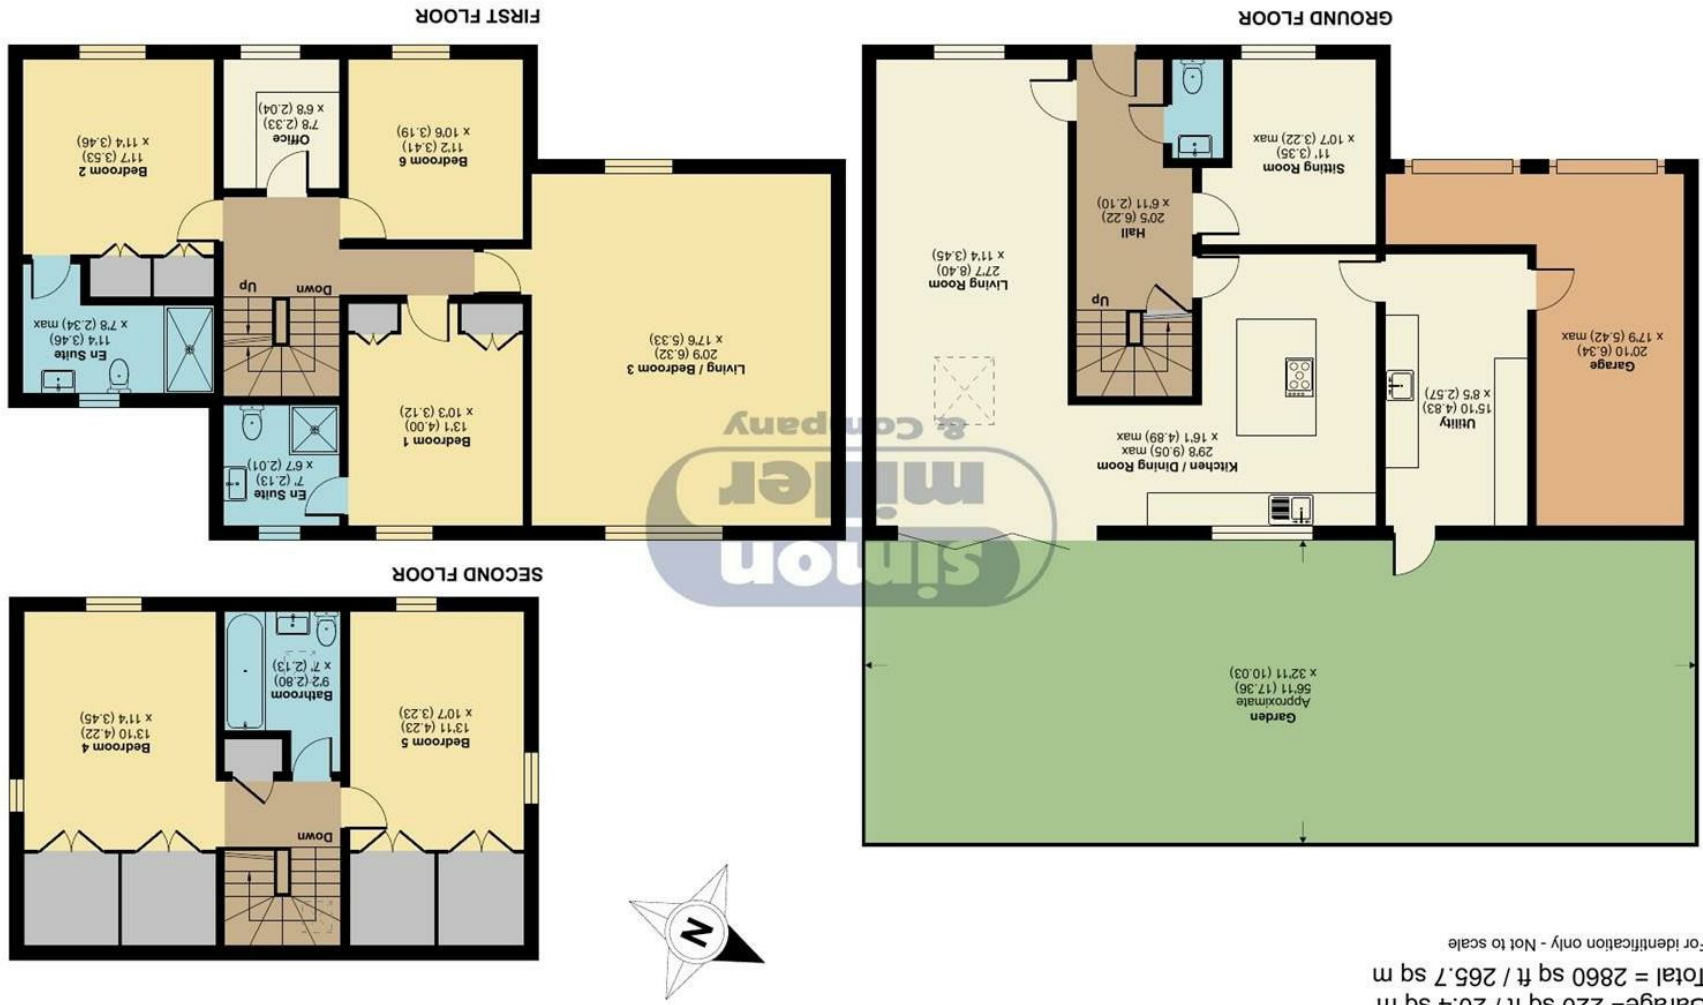 Garage= 220 sq ft / 20.4 sq m
Total = 2860 sq ft / 265.7 sq m
For identification only - Not to scale
N
Garden
Approximate
56'11 (17.36)
x 32'11 (10.03)
Utility
15'10 (4.83)
x 8'5 (2.57)
Kitchen / Dining Room
29'8 (9.05) max
x 16'1 (4.89) max
Garage
20'10 (6.34)
x 17'9 (5.42) max
Up
Living Room
27'7 (8.40)
x 11'4 (3.45)
Hall
20'5 (6.22)
x 6'11 (2.10)
Sitting Room
11' (3.35)
x 10'7 (3.22) max
GROUND FLOOR
Down
Bedroom 5
13'11 (4.23)
x 10'7 (3.23)
Bedroom 4
13'10 (4.22)
x 11'4 (3.45)
Bathroom
9'2 (2.80)
x 7' (2.13)
SECOND FLOOR
En Suite
7' (2.13)
x 6'7 (2.01)
Bedroom 1
13'1 (4.00)
x 10'3 (3.12)
Living / Bedroom 3
20'9 (6.32)
x 17'6 (5.33)
En Suite
11'4 (3.46)
x 7'8 (2.34) max
Down
Up
Bedroom 2
11'7 (3.53)
x 11'4 (3.46)
Bedroom 6
11'2 (3.41)
x 10'6 (3.19)
Office
7'8 (2.33)
x 6'8 (2.04)
FIRST FLOOR
simon
miller
& Company